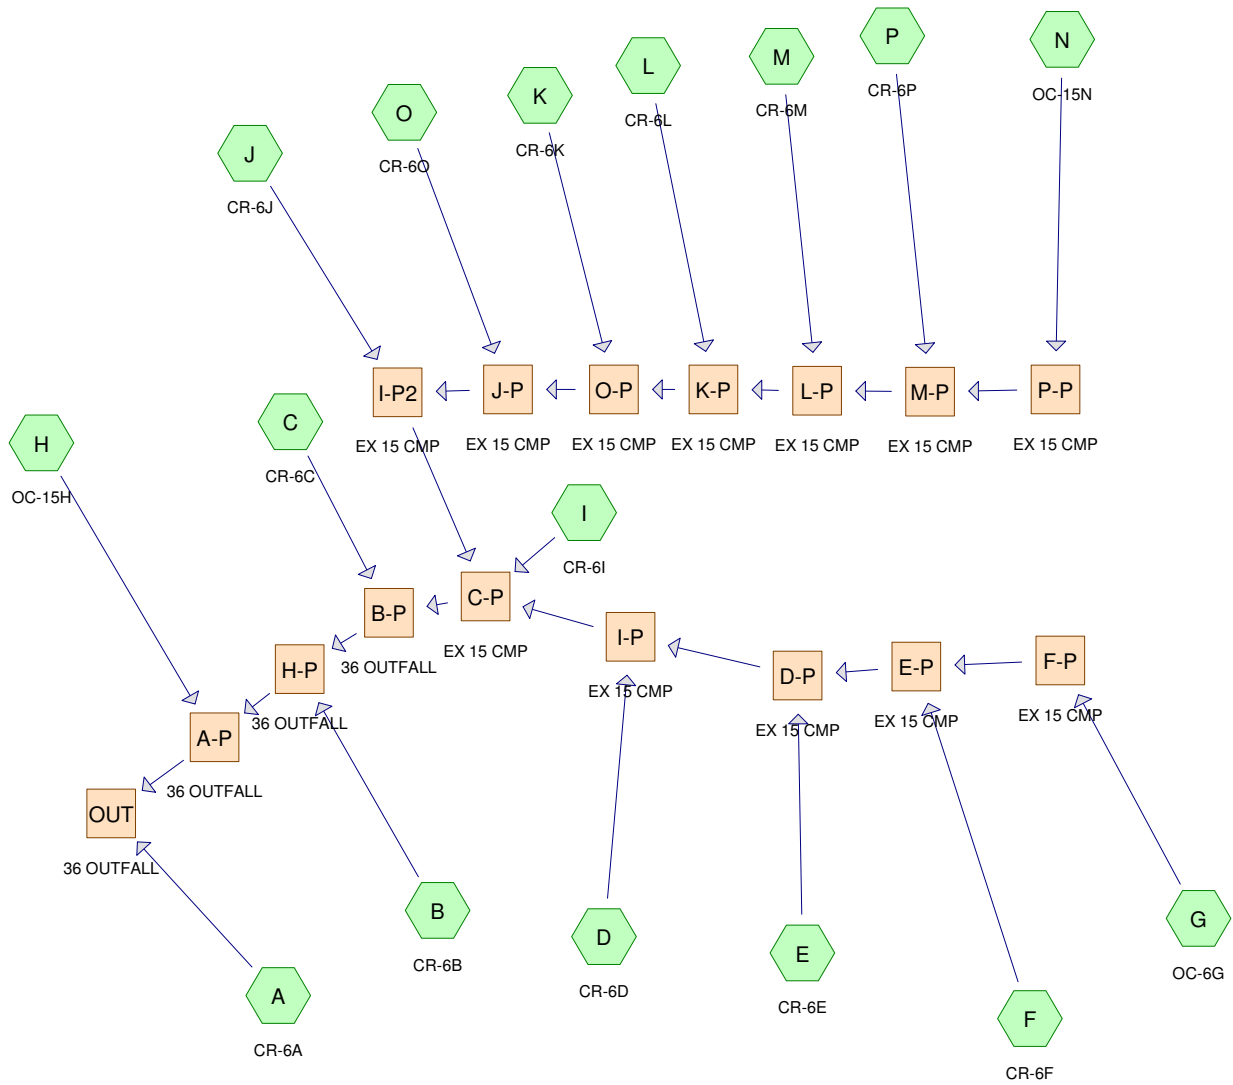 P
N
L
M
K
CR-6P
OC-15N
O
CR-6L
CR-6M
J
CR-6K
CR-6O
CR-6J
I-P2
J-P
O-P
K-P
L-P
M-P
P-P
EX 15 CMP
EX 15 CMP
EX 15 CMP
EX 15 CMP
EX 15 CMP
EX 15 CMP
EX 15 CMP
C
H
CR-6C
OC-15H
I
CR-6I
C-P
B-P
EX 15 CMP
I-P
36 OUTFALL
H-P
EX 15 CMP
D-P
E-P
F-P
36 OUTFALL
EX 15 CMP
EX 15 CMP
EX 15 CMP
A-P
36 OUTFALL
OUT
36 OUTFALL
B
CR-6B
D
CR-6D
E
CR-6E
G
OC-6G
A
CR-6A
F
CR-6F